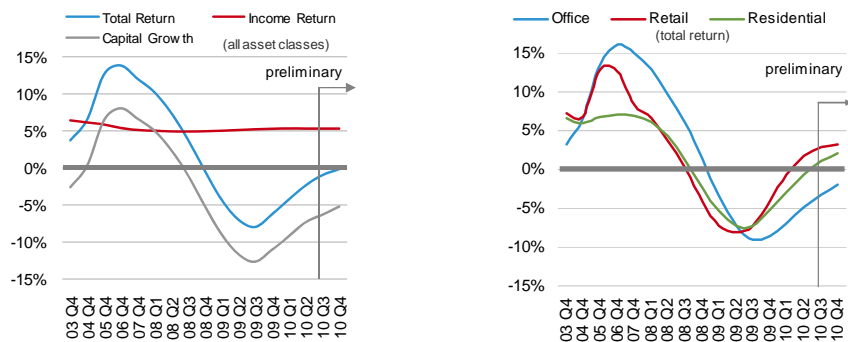 Total Return Income Return
Capital Growth
(all asset classes)
15%
preliminary
10%
5%
0%
-5%
-10%
-15%
03 Q4
04 Q4
05 Q4
06 Q4
07 Q4
08 Q1
08 Q2
08 Q3
08 Q4
09 Q1
09 Q2
09 Q3
09 Q4
10 Q1
10 Q2
10 Q3
10 Q4
Office Retail Residential
(total return)
15%
preliminary
10%
5%
0%
-5%
-10%
-15%
03 Q4
04 Q4
05 Q4
06 Q4
07 Q4
08 Q1
08 Q2
08 Q3
08 Q4
09 Q1
09 Q2
09 Q3
09 Q4
10 Q1
10 Q2
10 Q3
10 Q4